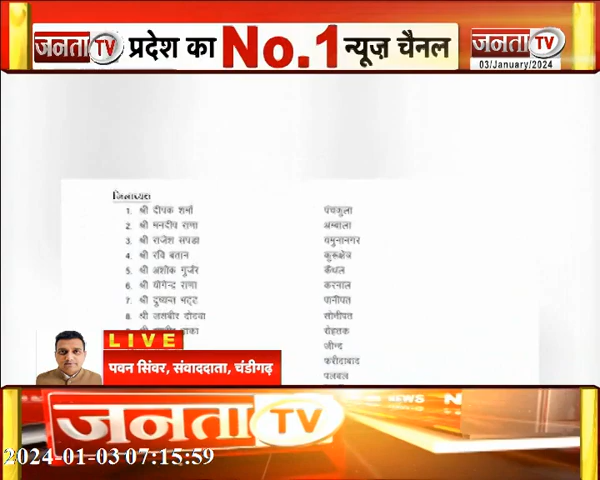 जनता TV प्रदेश का No.1 न्यूज़ चैनल जनता TV
03/January/2024
जिलाध्यक्ष
1. श्री दीपक शर्मा पंचकुला
2. श्री मनदीप राणा अम्बाला
3. श्री राजेश सपड़ा यमुनानगर
4. श्री रवि बतान कुरूक्षेत्र
5. श्री अशोक गुर्जर कैथल
6. श्री योगेन्द्र राणा करनाल
7. श्री दुष्यन्त भट्ट पानीपत
8. श्री जसबीर दोदवा सोनीपत
रोहतक
जीन्द
फरीदाबाद
पलवल
LIVE
पवन सिंवर, संवाददाता, चंडीगढ़
NEWS
जनता TV
2024-01-03 07:15:59